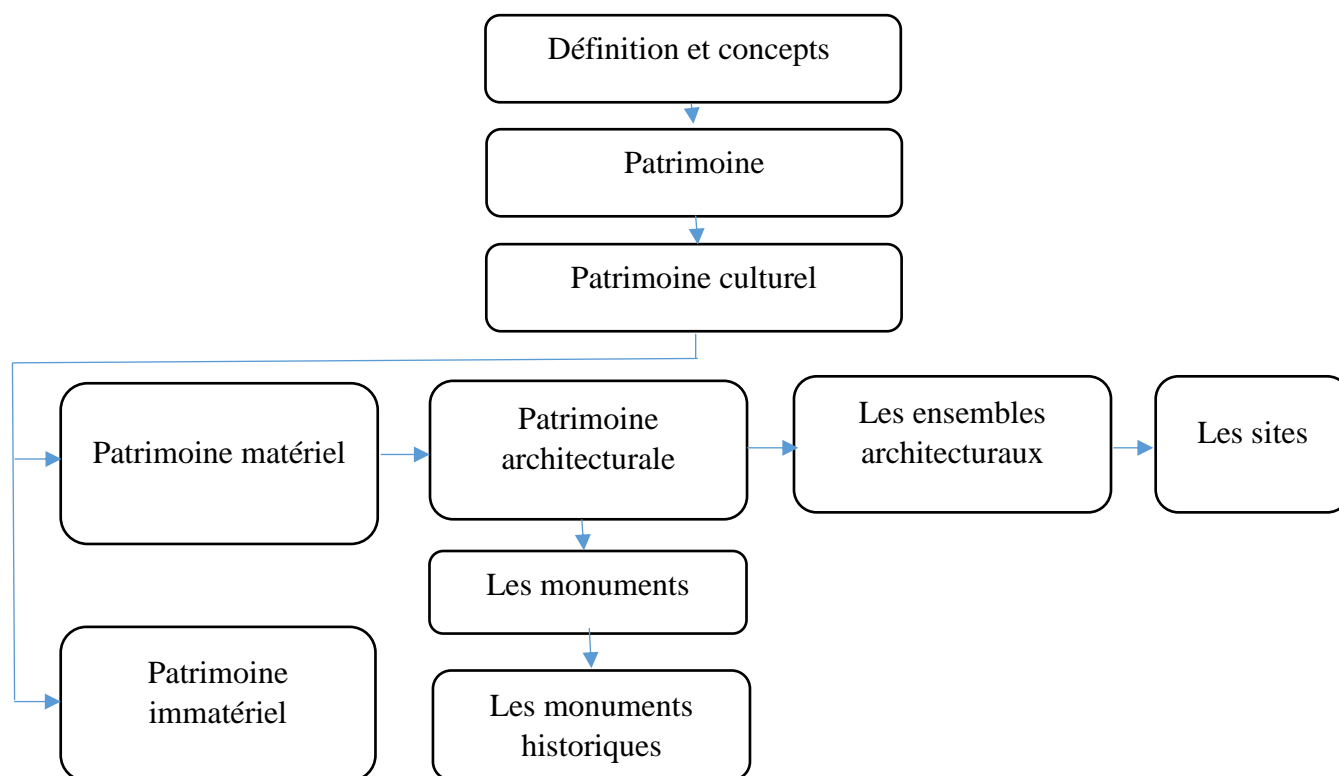 Définition et concepts
Patrimoine
Patrimoine culturel
Patrimoine matériel
Patrimoine
architecturale
Les ensembles
architecturaux
Les sites
Les monuments
Patrimoine
immatériel
Les monuments
historiques